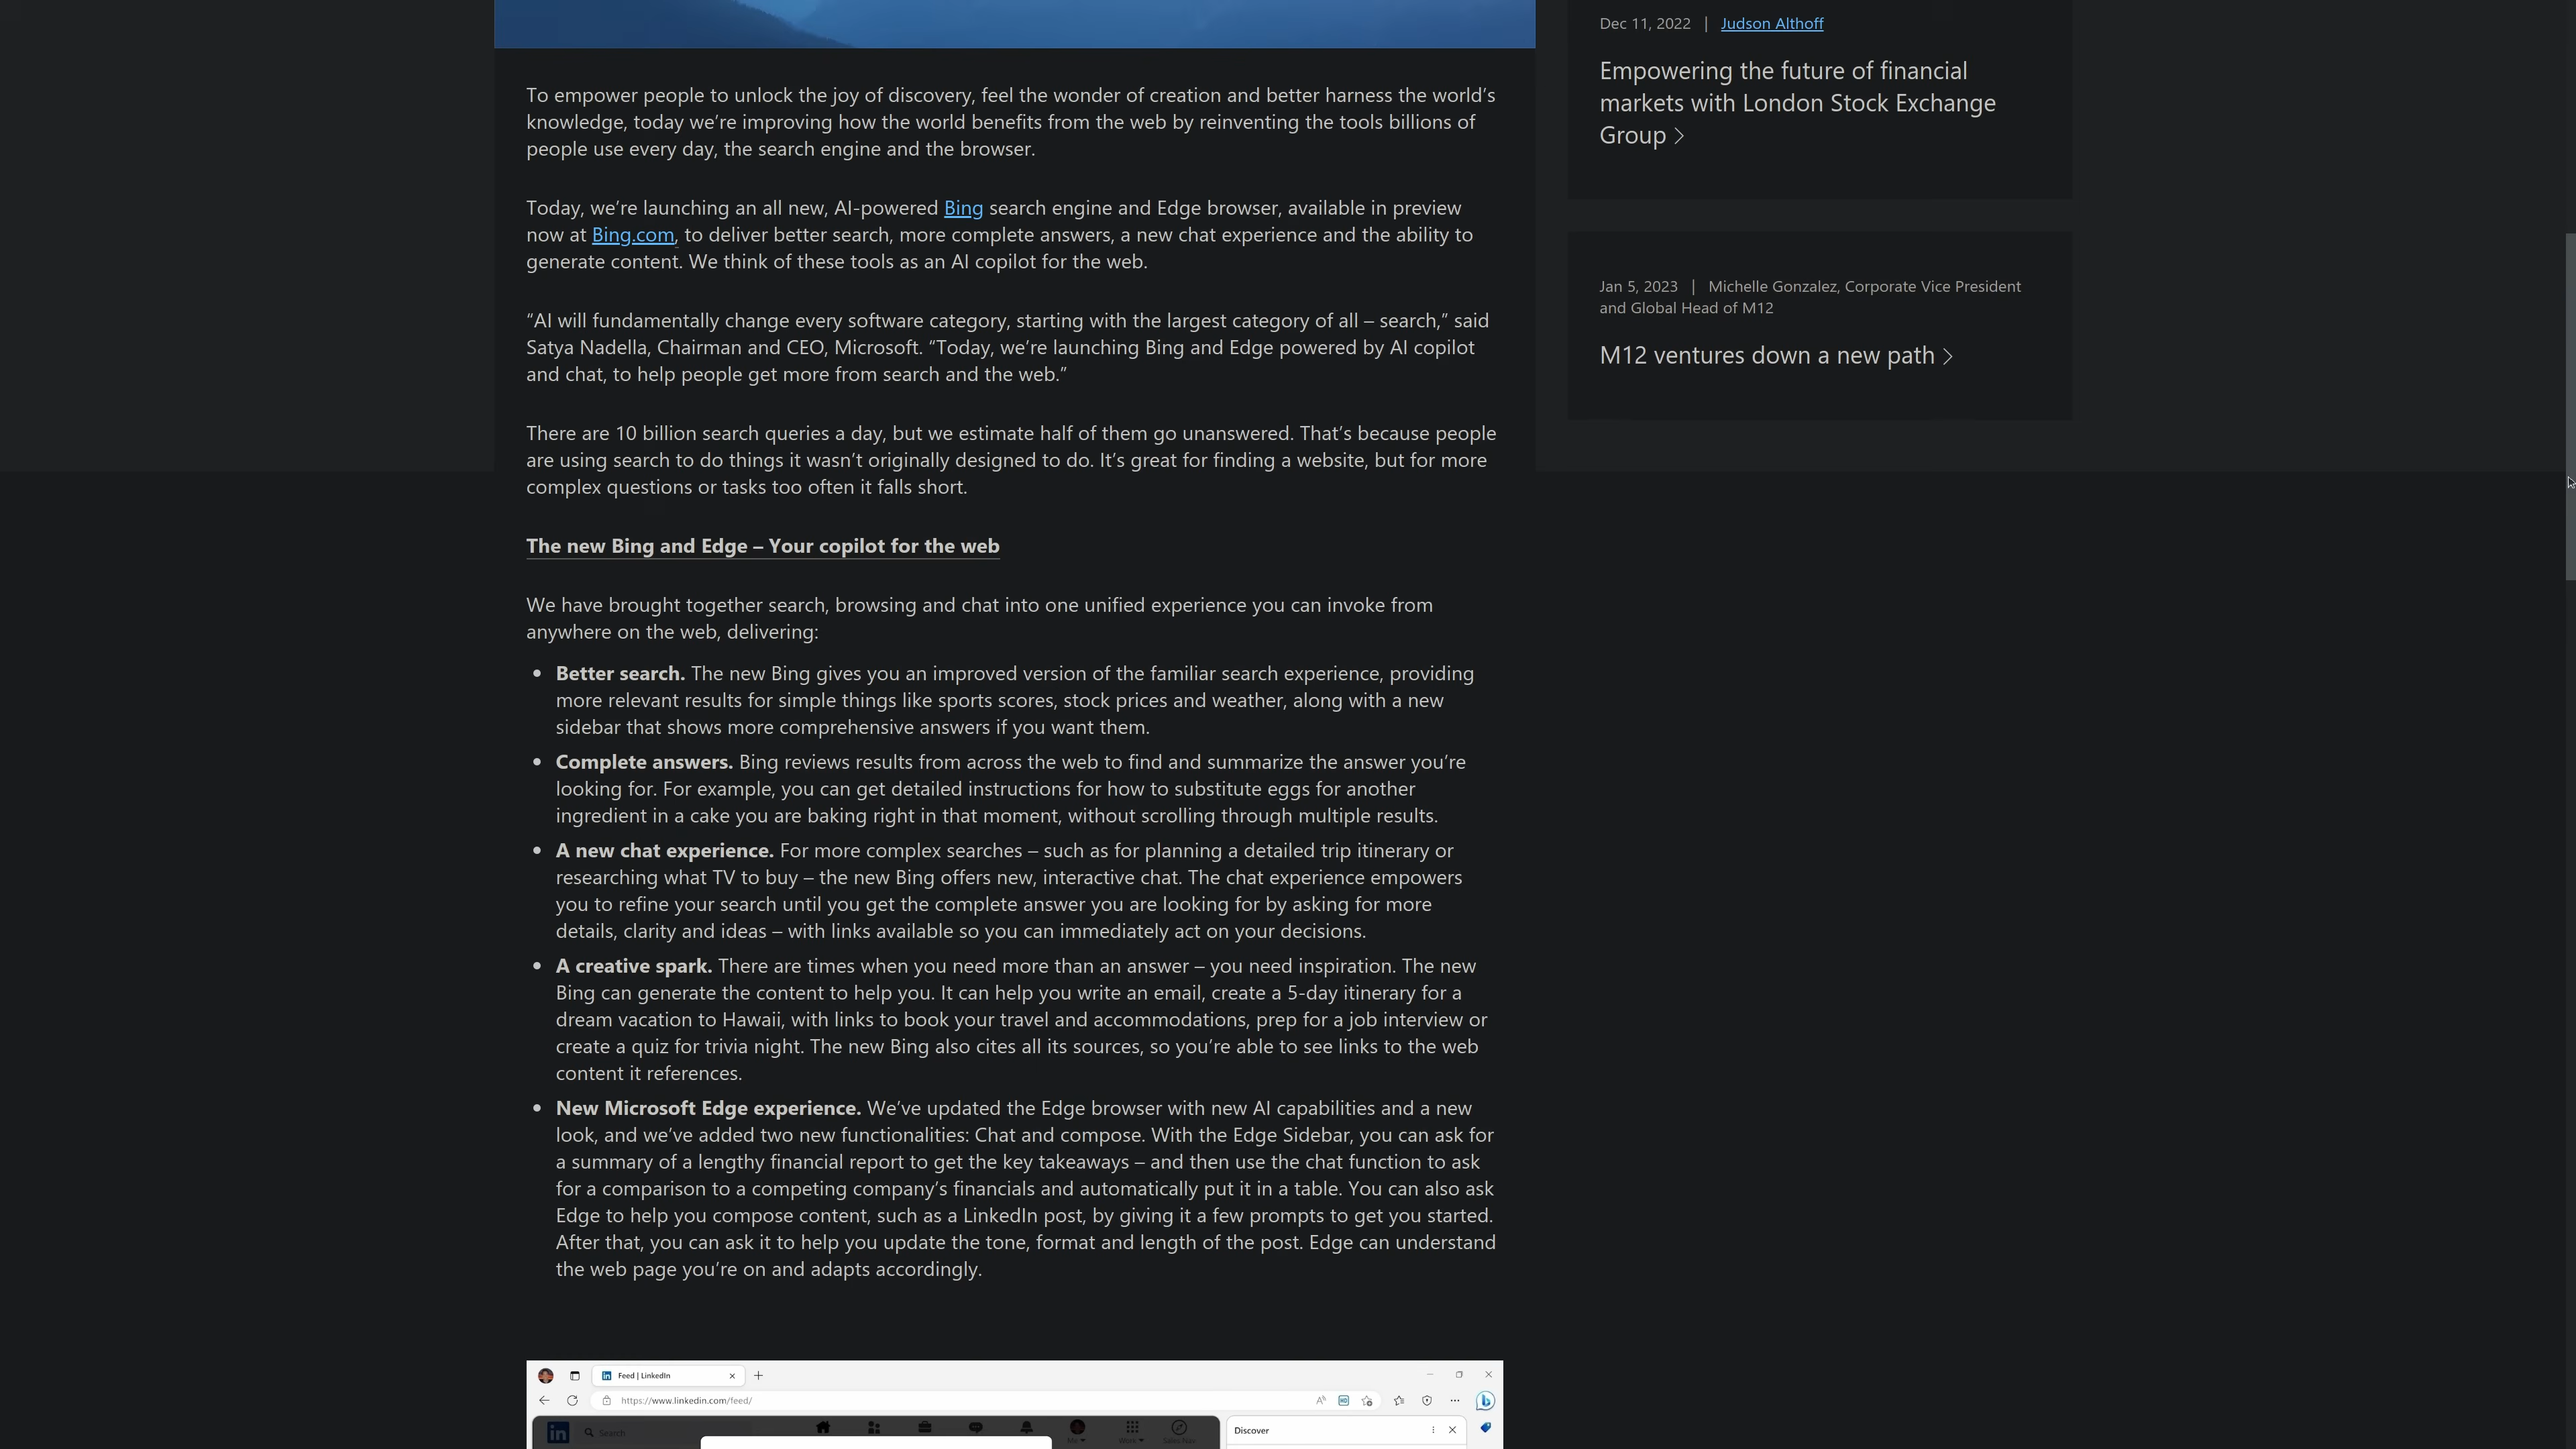 To empower people to unlock the joy of discovery, feel the wonder of creation and better harness the world’s
knowledge, today we’re improving how the world benefits from the web by reinventing the tools billions of
people use every day, the search engine and the browser.
Today, we’re launching an all new, AI-powered Bing search engine and Edge browser, available in preview
now at Bing.com, to deliver better search, more complete answers, a new chat experience and the ability to
generate content. We think of these tools as an AI copilot for the web.
“AI will fundamentally change every software category, starting with the largest category of all – search,” said
Satya Nadella, Chairman and CEO, Microsoft. “Today, we’re launching Bing and Edge powered by AI copilot
and chat, to help people get more from search and the web.”
There are 10 billion search queries a day, but we estimate half of them go unanswered. That’s because people
are using search to do things it wasn’t originally designed to do. It’s great for finding a website, but for more
complex questions or tasks too often it falls short.
The new Bing and Edge – Your copilot for the web
We have brought together search, browsing and chat into one unified experience you can invoke from
anywhere on the web, delivering:
• Better search. The new Bing gives you an improved version of the familiar search experience, providing
more relevant results for simple things like sports scores, stock prices and weather, along with a new
sidebar that shows more comprehensive answers if you want them.
• Complete answers. Bing reviews results from across the web to find and summarize the answer you’re
looking for. For example, you can get detailed instructions for how to substitute eggs for another
ingredient in a cake you are baking right in that moment, without scrolling through multiple results.
• A new chat experience. For more complex searches – such as for planning a detailed trip itinerary or
researching what TV to buy – the new Bing offers new, interactive chat. The chat experience empowers
you to refine your search until you get the complete answer you are looking for by asking for more
details, clarity and ideas – with links available so you can immediately act on your decisions.
• A creative spark. There are times when you need more than an answer – you need inspiration. The new
Bing can generate the content to help you. It can help you write an email, create a 5-day itinerary for a
dream vacation to Hawaii, with links to book your travel and accommodations, prep for a job interview or
create a quiz for trivia night. The new Bing also cites all its sources, so you’re able to see links to the web
content it references.
• New Microsoft Edge experience. We’ve updated the Edge browser with new AI capabilities and a new
look, and we’ve added two new functionalities: Chat and compose. With the Edge Sidebar, you can ask for
a summary of a lengthy financial report to get the key takeaways – and then use the chat function to ask
for a comparison to a competing company’s financials and automatically put it in a table. You can also ask
Edge to help you compose content, such as a LinkedIn post, by giving it a few prompts to get you started.
After that, you can ask it to help you update the tone, format and length of the post. Edge can understand
the web page you’re on and adapts accordingly.
Feed | LinkedIn
https://www.linkedin.com/feed/
in Search
Me
Work
Discover
Dec 11, 2022 | Judson Althoff
Empowering the future of financial
markets with London Stock Exchange
Group >
Jan 5, 2023 | Michelle Gonzalez, Corporate Vice President
and Global Head of M12
M12 ventures down a new path >